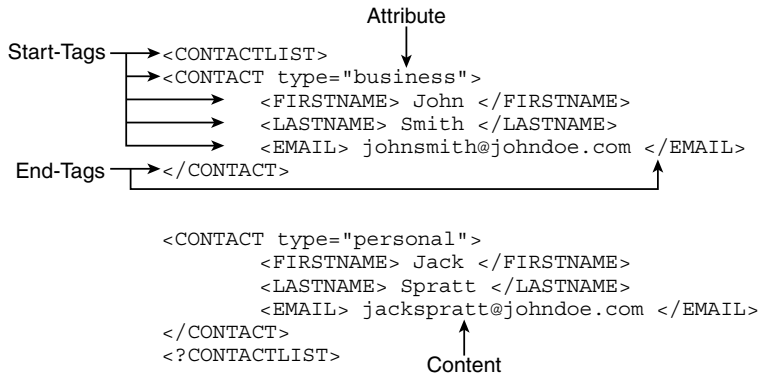 Attribute
Start-Tags <CONTACTLIST>
<CONTACT type="business">
<FIRSTNAME> John </FIRSTNAME>
<LASTNAME> Smith </LASTNAME>
<EMAIL> johnsmith@johndoe.com </EMAIL>
End-Tags </CONTACT>
<CONTACT type="personal">
<FIRSTNAME> Jack </FIRSTNAME>
<LASTNAME> Spratt </LASTNAME>
<EMAIL> jackspratt@johndoe.com </EMAIL>
</CONTACT>
<?CONTACTLIST>
Content